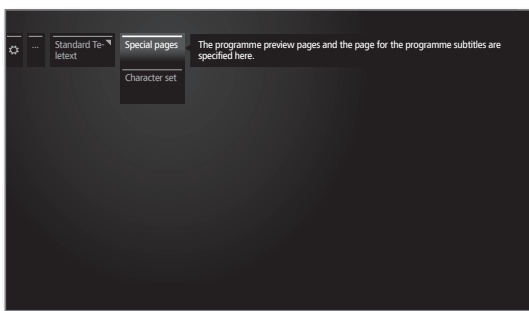 ...
Standard Te-
letext
Special pages
The programme preview pages and the page for the programme subtitles are
specified here.
Character set